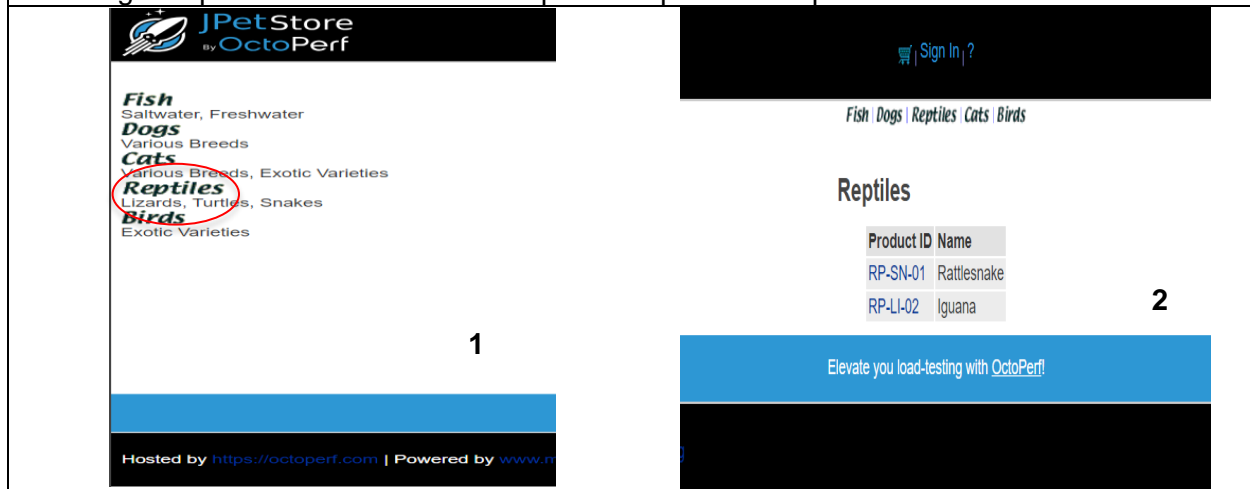 JPetStore
By OctoPerf
Fish
Saltwater, Freshwater
Dogs
Various Breeds
Cats
Various Breeds, Exotic Varieties
Reptiles
Lizards, Turtles, Snakes
Birds
Exotic Varieties
1
Hosted by https://octoperf.com | Powered by
| Sign In | ?
Fish | Dogs | Reptiles | Cats | Birds
Reptiles
Product ID Name
RP-SN-01 Rattlesnake
RP-LI-02 Iguana
2
Elevate you load-testing with OctoPerf!